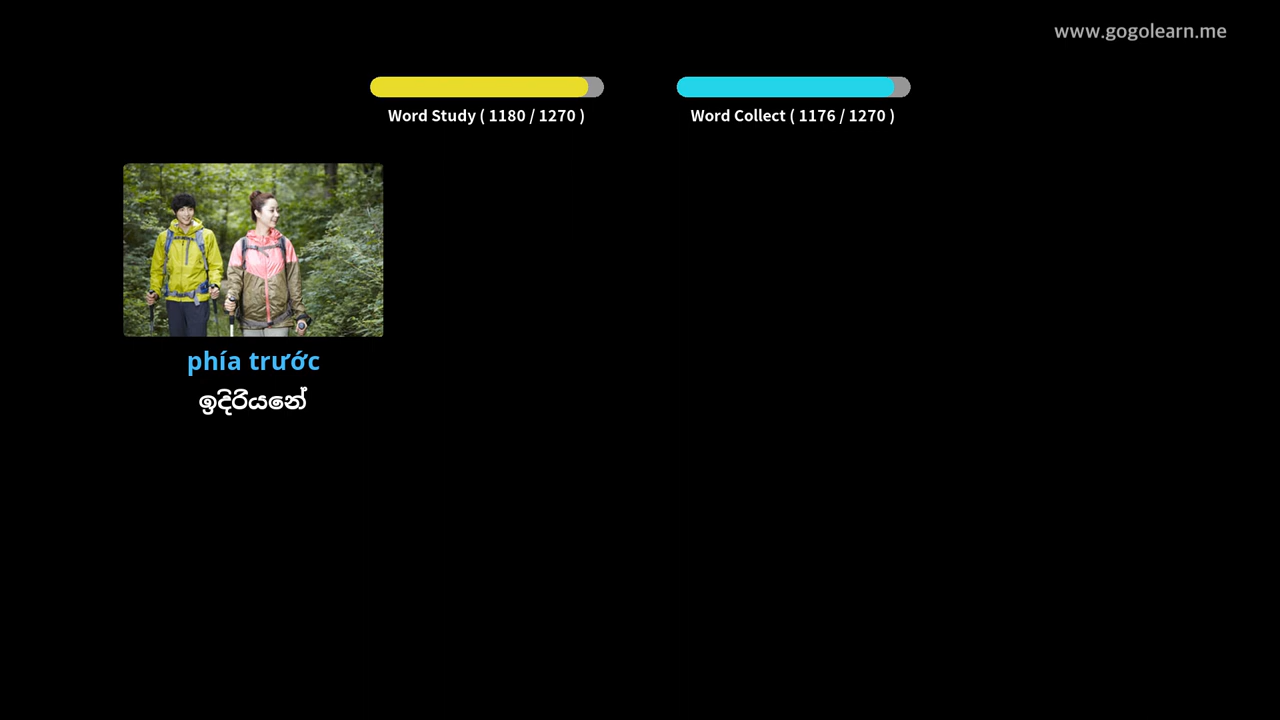 www.gogolearn.me
Word Study ( 1180 / 1270 )
Word Collect ( 1176 / 1270 )
phía trước
ඉදිරියනේ